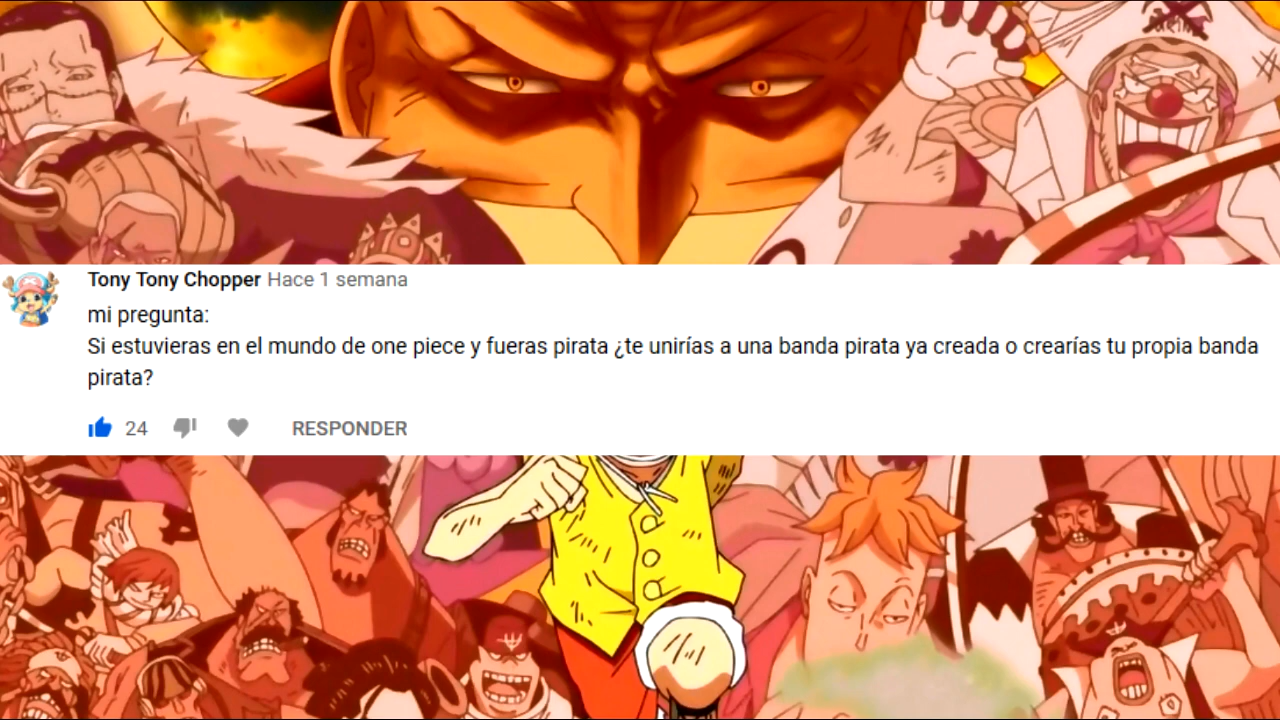 Tony Tony Chopper Hace 1 semana
mi pregunta:
Si estuvieras en el mundo de one piece y fueras pirata ¿te unirías a una banda pirata ya creada o crearías tu propia banda
pirata?
24 RESPONDER